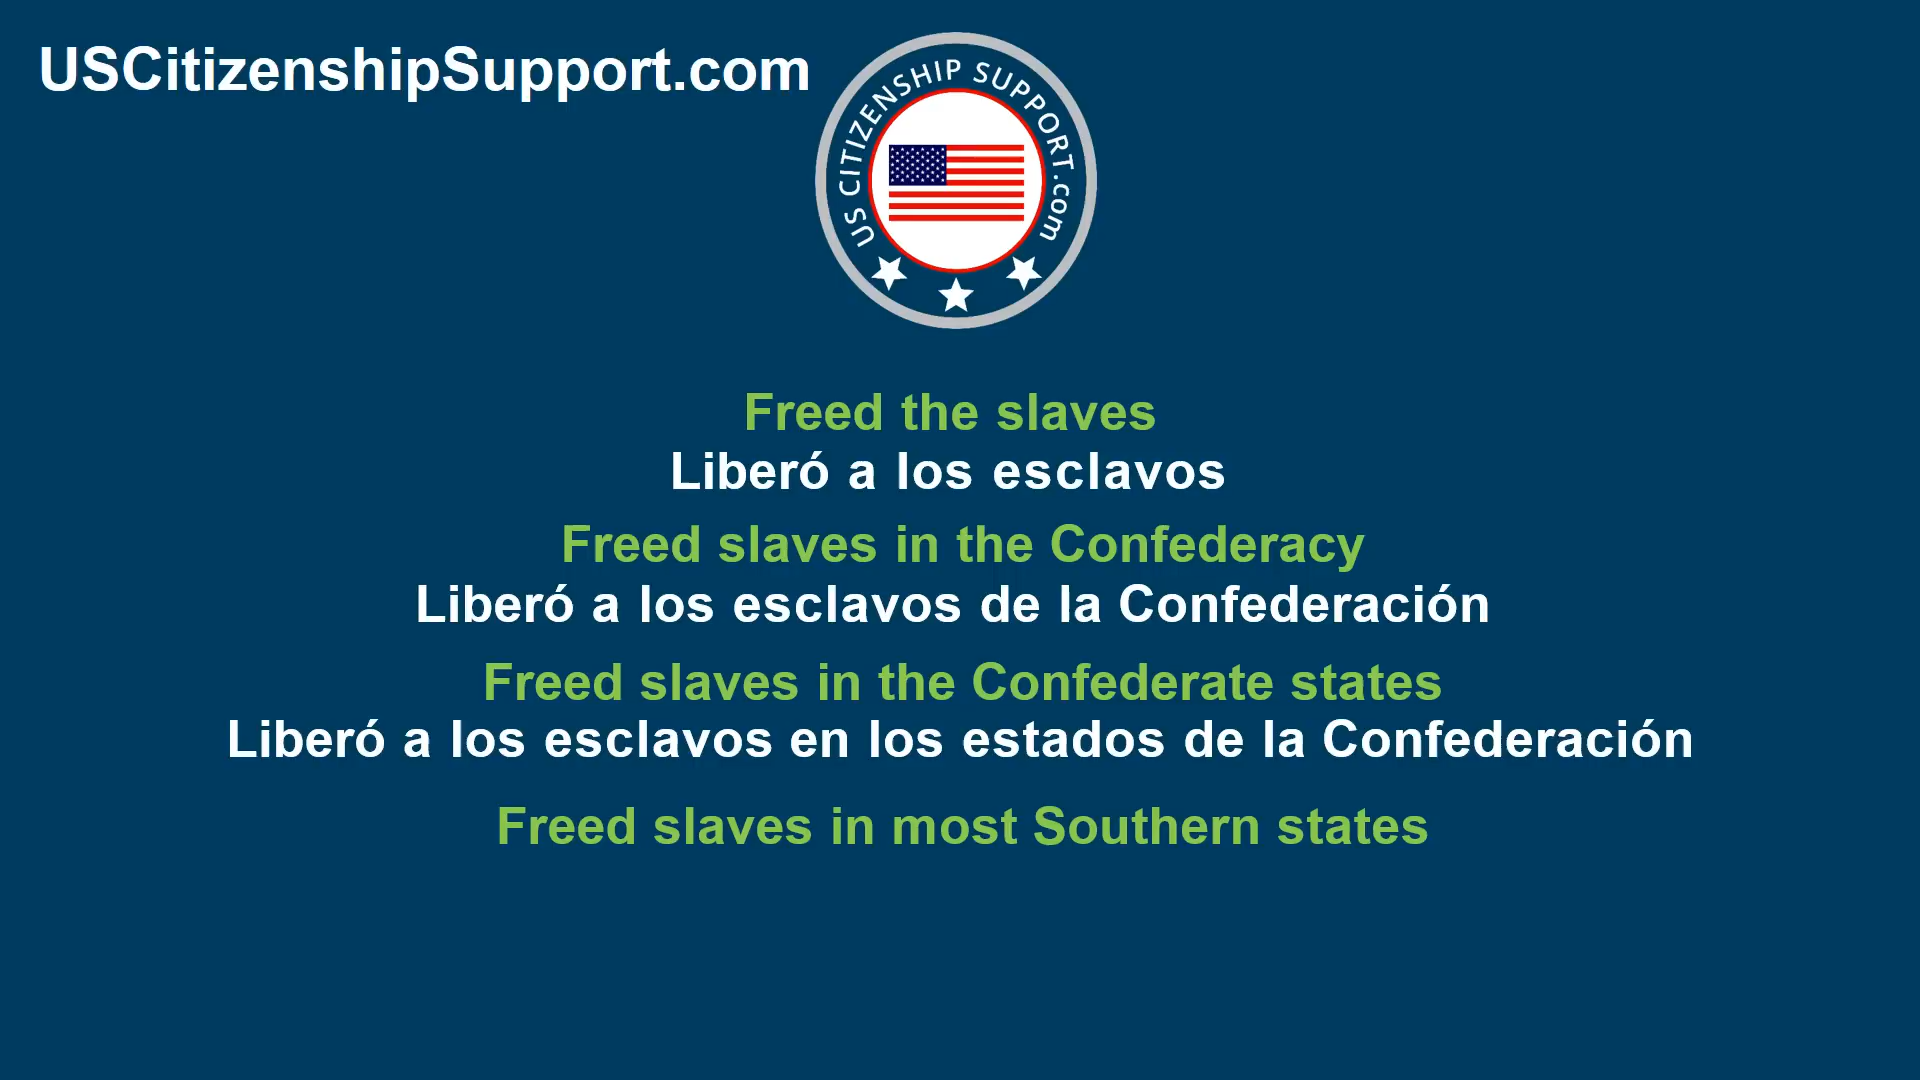 USCitizenshipSupport.com
US CITIZENSHIP SUPPORT.com
Freed the slaves
Liberó a los esclavos
Freed slaves in the Confederacy
Liberó a los esclavos de la Confederación
Freed slaves in the Confederate states
Liberó a los esclavos en los estados de la Confederación
Freed slaves in most Southern states